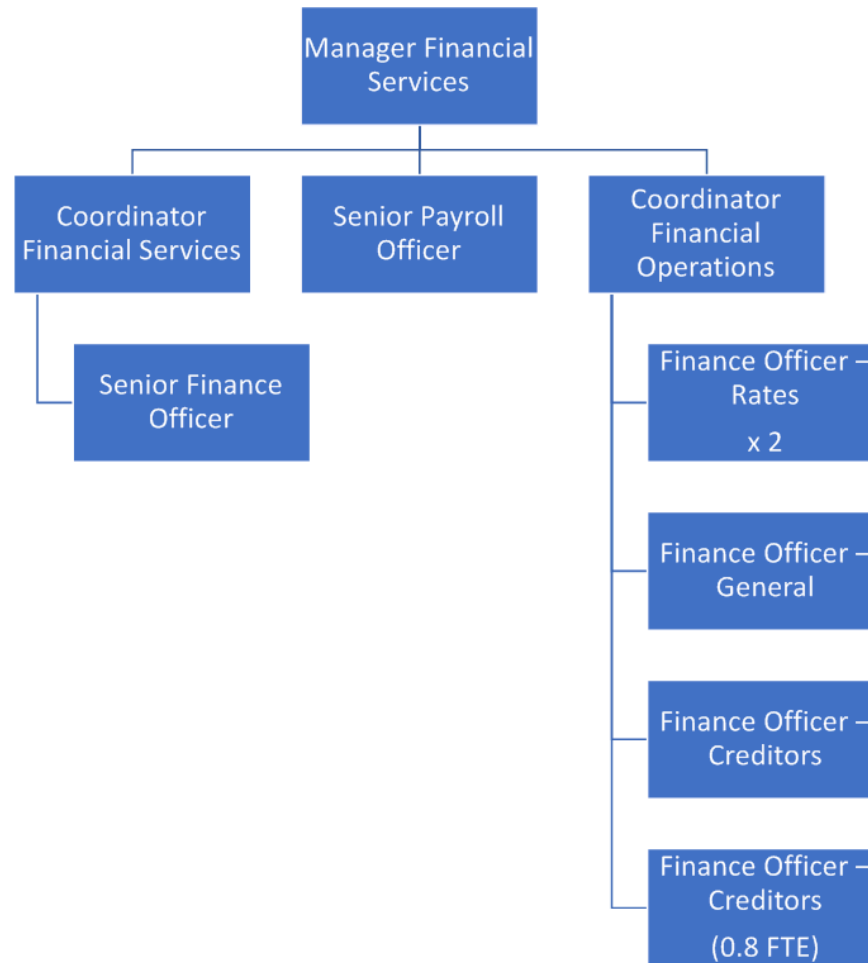 Manager Financial
Services
Coordinator
Financial Services
Senior Payroll
Officer
Coordinator
Financial
Operations
Senior Finance
Officer
Finance Officer –
Rates
x 2
Finance Officer –
General
Finance Officer –
Creditors
Finance Officer –
Creditors
(0.8 FTE)